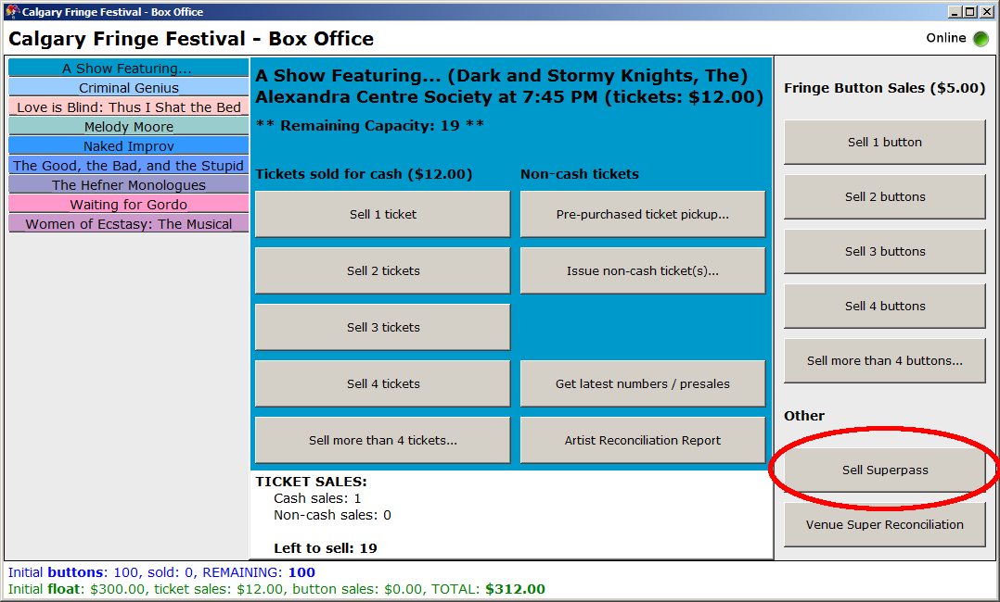 Calgary Fringe Festival - Box Office
Calgary Fringe Festival - Box Office
Online
A Show Featuring...
Criminal Genius
Love is Blind: Thus I Shat the Bed
Melody Moore
Naked Improv
The Good, the Bad, and the Stupid
The Hefner Monologues
Waiting for Gordo
Women of Ecstasy: The Musical
A Show Featuring... (Dark and Stormy Knights, The)
Alexandra Centre Society at 7:45 PM (tickets: $12.00)
** Remaining Capacity: 19 **
Tickets sold for cash ($12.00)
Sell 1 ticket
Sell 2 tickets
Sell 3 tickets
Sell 4 tickets
Sell more than 4 tickets...
Non-cash tickets
Pre-purchased ticket pickup...
Issue non-cash ticket(s)...
Get latest numbers / presales
Artist Reconciliation Report
TICKET SALES:
Cash sales: 1
Non-cash sales: 0
Left to sell: 19
Fringe Button Sales ($5.00)
Sell 1 button
Sell 2 buttons
Sell 3 buttons
Sell 4 buttons
Sell more than 4 buttons...
Other
Sell Superpass
Venue Super Reconciliation
Initial buttons: 100, sold: 0, REMAINING: 100
Initial float: $300.00, ticket sales: $12.00, button sales: $0.00, TOTAL: $312.00